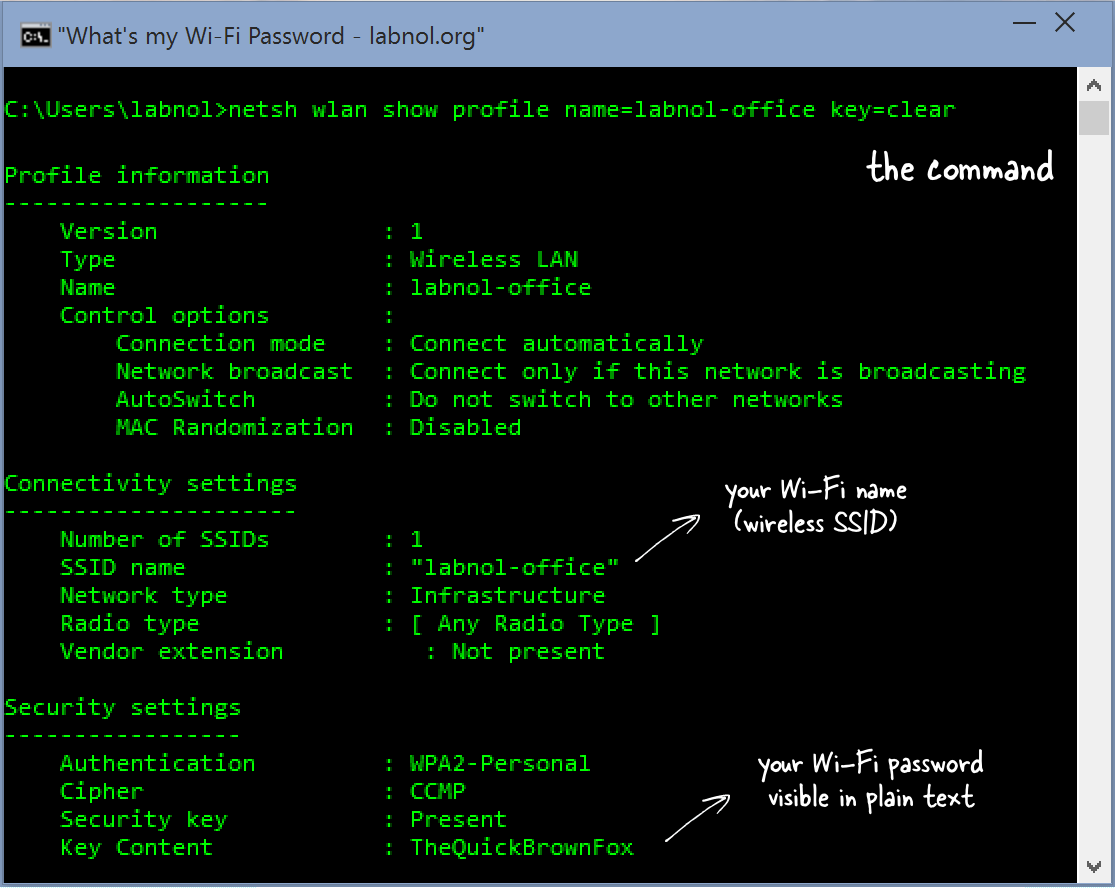 "What's my Wi-Fi Password - labnol.org"
C:\Users\labnol>netsh wlan show profile name=labnol-office key=clear
the command
Profile information
-------------------
Version : 1
Type : Wireless LAN
Name : labnol-office
Control options :
Connection mode : Connect automatically
Network broadcast : Connect only if this network is broadcasting
AutoSwitch : Do not switch to other networks
MAC Randomization : Disabled
Connectivity settings
---------------------
your Wi-Fi name
(wireless SSID)
Number of SSIDs : 1
SSID name : "labnol-office"
Network type : Infrastructure
Radio type : [ Any Radio Type ]
Vendor extension : Not present
Security settings
-----------------
Authentication : WPA2-Personal
your Wi-Fi password
visible in plain text
Cipher : CCMP
Security key : Present
Key Content : TheQuickBrownFox